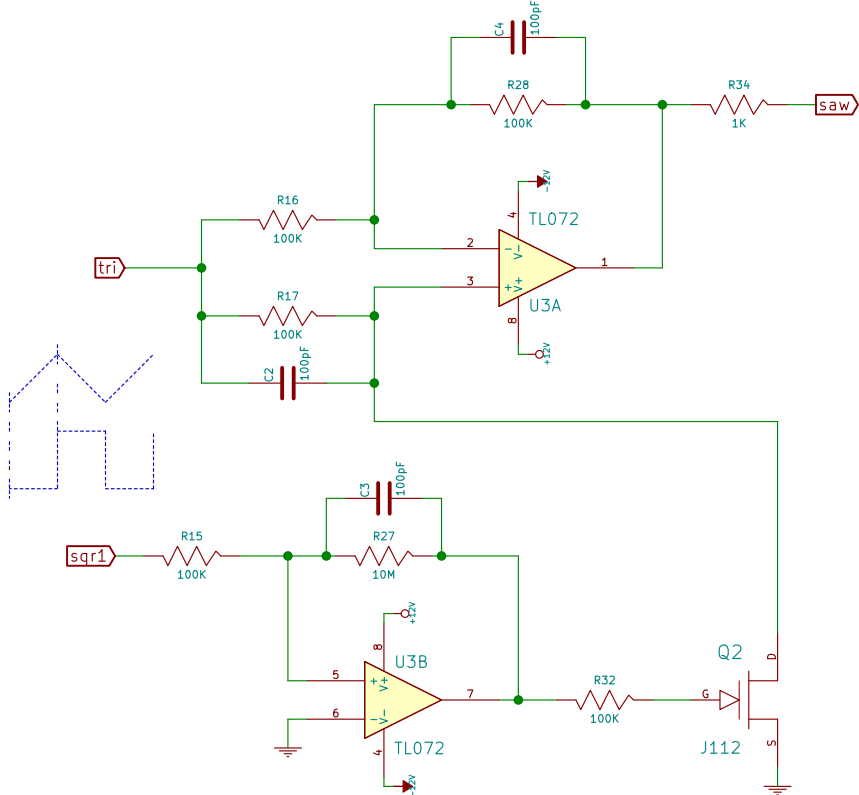 C4
100pF
R28
100K
R34
1K
saw
-12V
4
TL072
R16
100K
2
-
V-
1
tri
3
+
V+
U3A
R17
100K
8
+12V
C2
100pF
C3
100pF
sqr1
R15
100K
R27
10M
+12V
8
U3B
5
+
V+
7
6
-
V-
4
TL072
-12V
R32
100K
Q2
D
G
S
J112